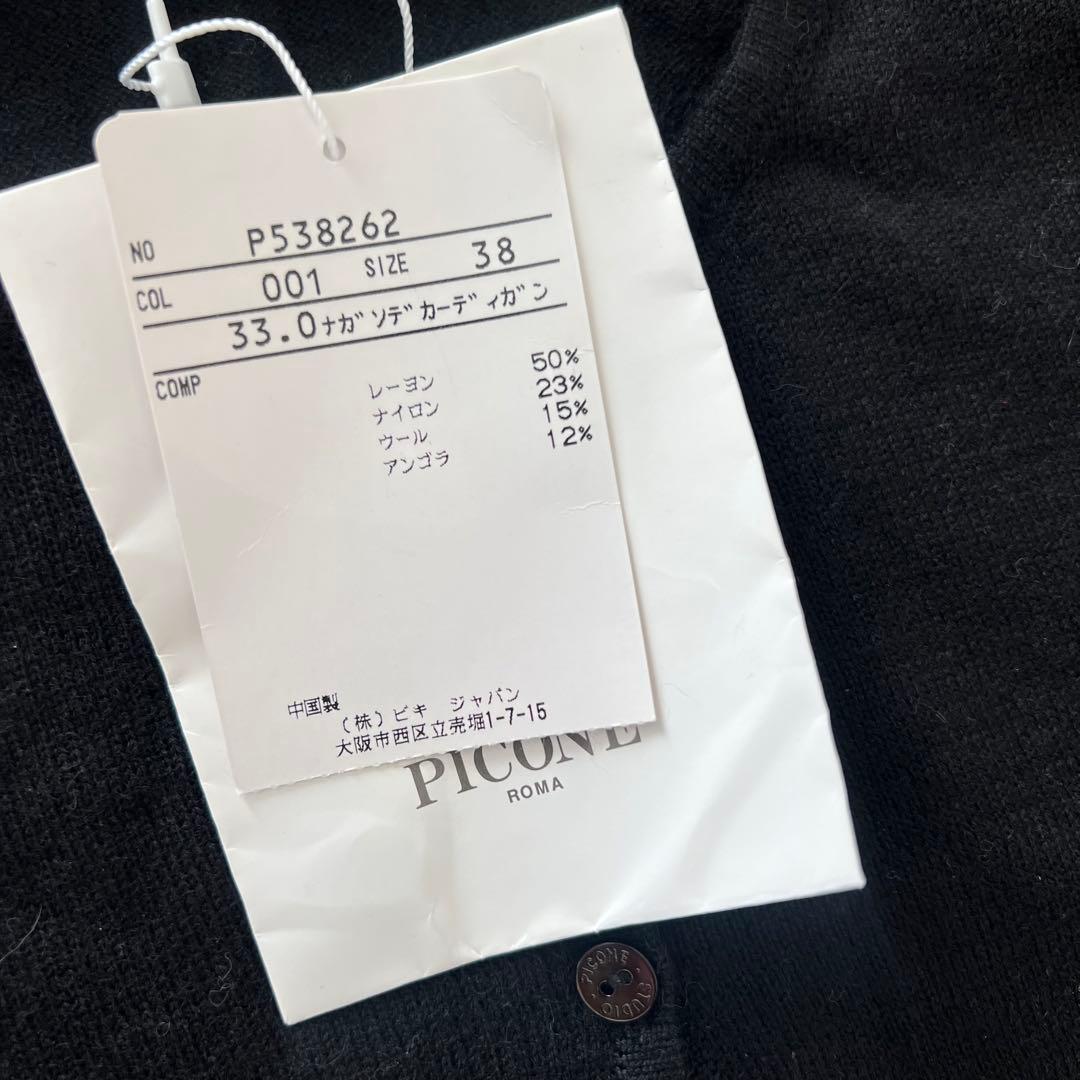 NO P538262
COL 001 SIZE 38
33.0ﾅｶﾞｿﾃﾞｶｰﾃﾞｨｶﾞﾝ
COMP
レーヨン 50%
ナイロン 23%
ウール 15%
アンゴラ 12%
中国製
(株)ビキ ジャパン
大阪市西区立売堀1-7-15
PICONE
ROMA
PICONE
STUDIO